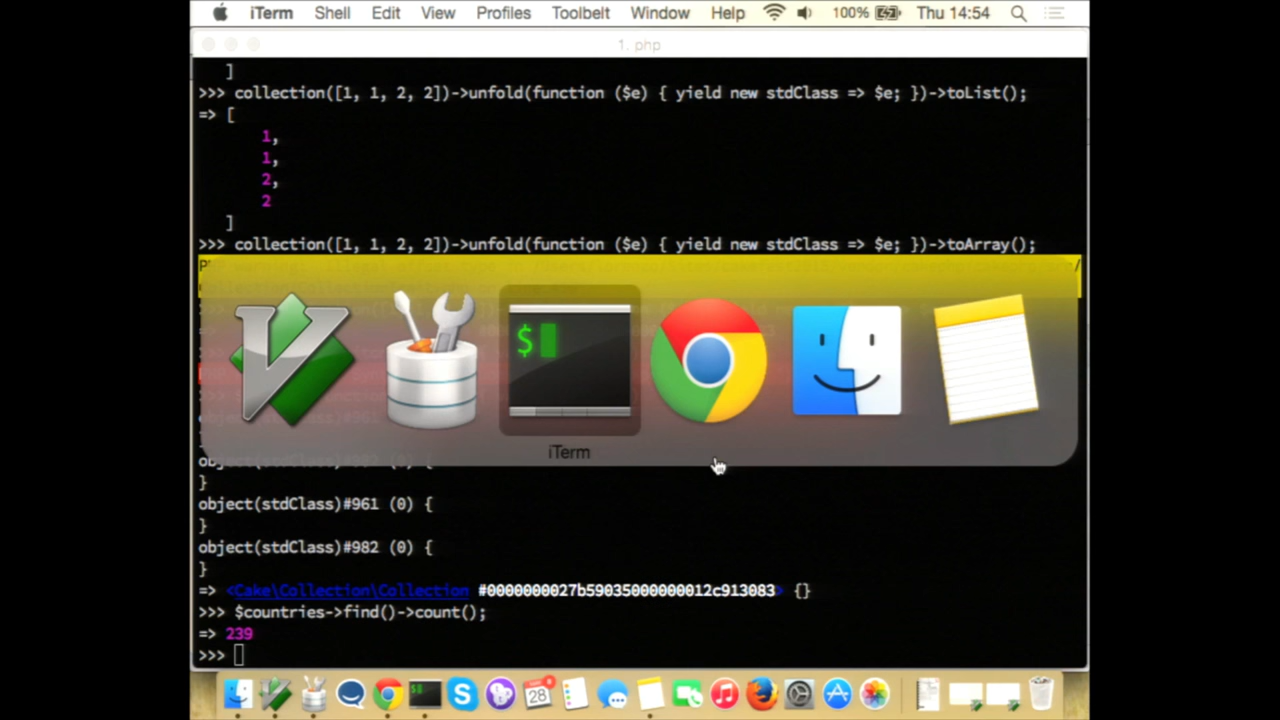 iTerm Shell Edit View Profiles Toolbelt Window Help 100% Thu 14:54
1. php
]
>>> collection([1, 1, 2, 2])->unfold(function ($e) { yield new stdClass => $e; })->toList();
=> [
1,
1,
2,
2
]
>>> collection([1, 1, 2, 2])->unfold(function ($e) { yield new stdClass => $e; })->toArray();
$
iTerm
}
object(stdClass)#961 (0) {
}
object(stdClass)#982 (0) {
}
=> <Cake\Collection\Collection #0000000027b59035000000012c913083> {}
>>> $countries->find()->count();
=> 239
>>>
28